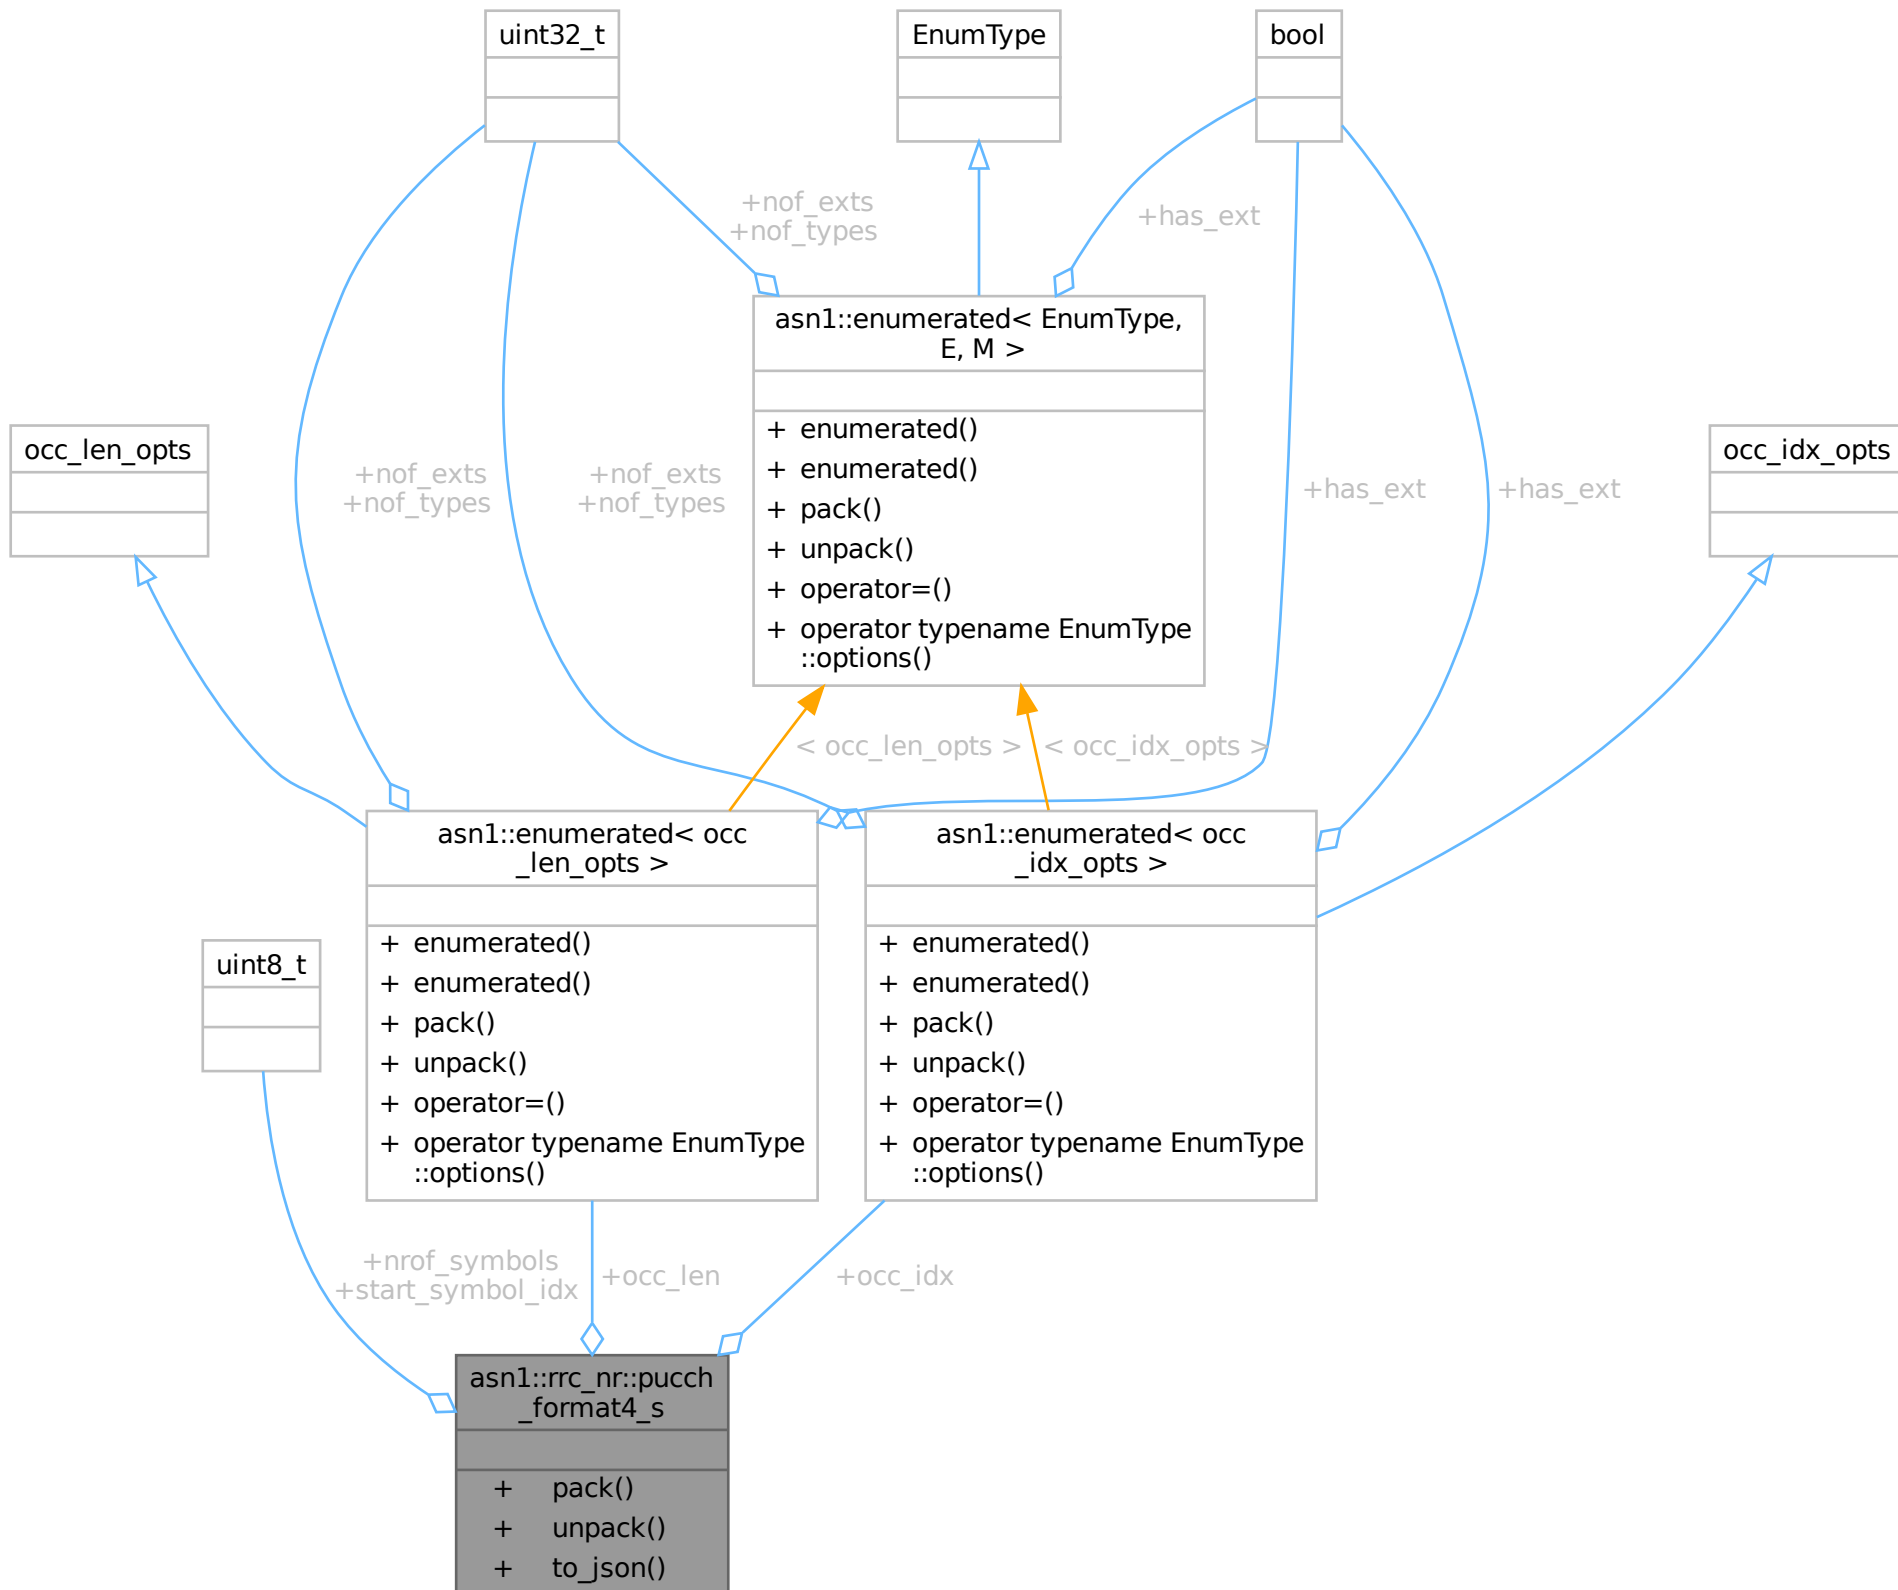 uint32_t
EnumType
bool
+nof_exts
+nof_types
+has_ext
asn1::enumerated< EnumType,
E, M >
+ enumerated()
+ enumerated()
+ pack()
+ unpack()
+ operator=()
+ operator typename EnumType
::options()
occ_len_opts
occ_idx_opts
+nof_exts
+nof_types
+nof_exts
+nof_types
+has_ext
+has_ext
< occ_len_opts >
< occ_idx_opts >
asn1::enumerated< occ
_len_opts >
+ enumerated()
+ enumerated()
+ pack()
+ unpack()
+ operator=()
+ operator typename EnumType
::options()
asn1::enumerated< occ
_idx_opts >
+ enumerated()
+ enumerated()
+ pack()
+ unpack()
+ operator=()
+ operator typename EnumType
::options()
uint8_t
+nrof_symbols
+start_symbol_idx
+occ_len
+occ_idx
asn1::rrc_nr::pucch
_format4_s
+ pack()
+ unpack()
+ to_json()